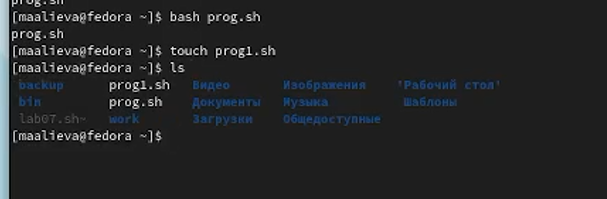 prog.sh
[maalieva@fedora ~]$ bash prog.sh
prog.sh
[maalieva@fedora ~]$ touch prog1.sh
[maalieva@fedora ~]$ ls
backup prog1.sh Видео Изображения 'Рабочий стол'
bin prog.sh Документы Музыка Шаблоны
lab07.sh~ work Загрузки Общедоступные
[maalieva@fedora ~]$